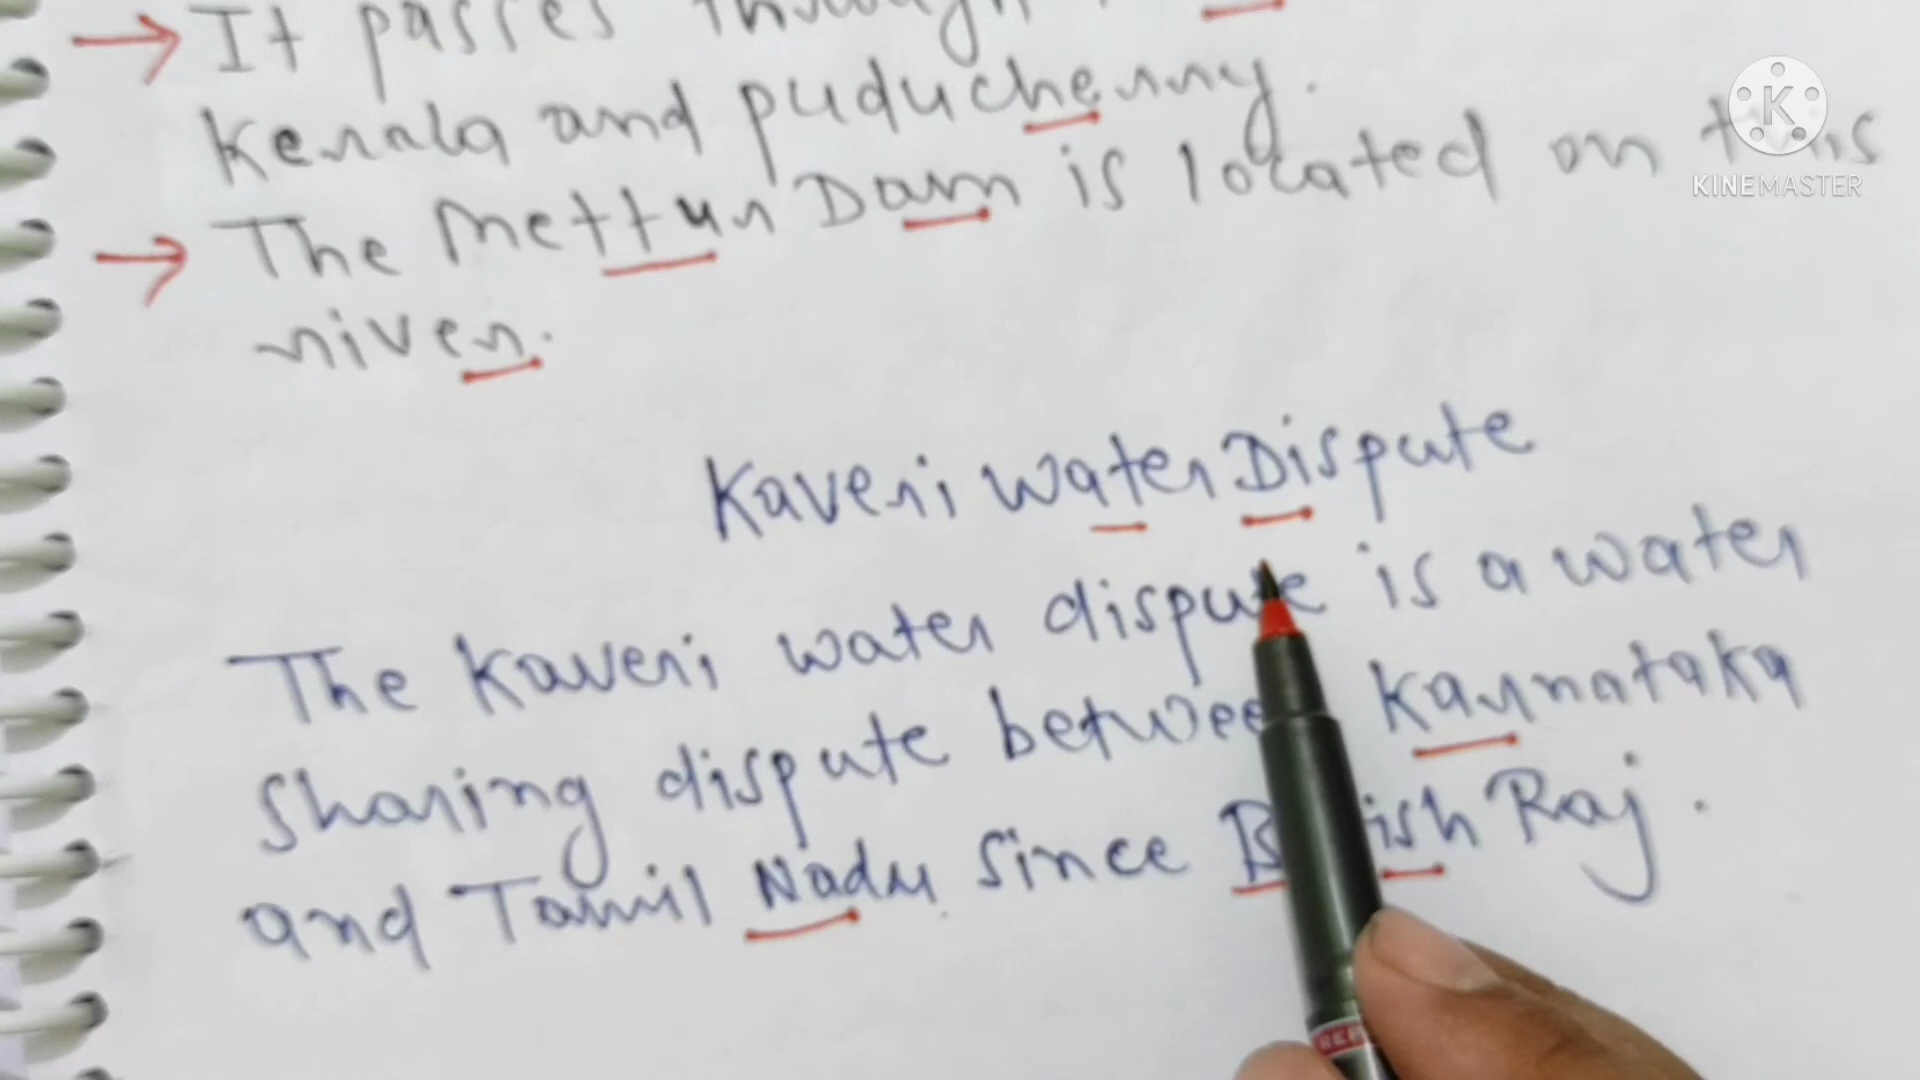 → It passes through
Kerala and puducherry.
→ The Mettur Dam is located on this
river.
Kaveri Water Dispute
The Kaveri water dispute is a water
sharing dispute between Karnataka
and Tamil Nadu since British Raj.
K
KINEMASTER